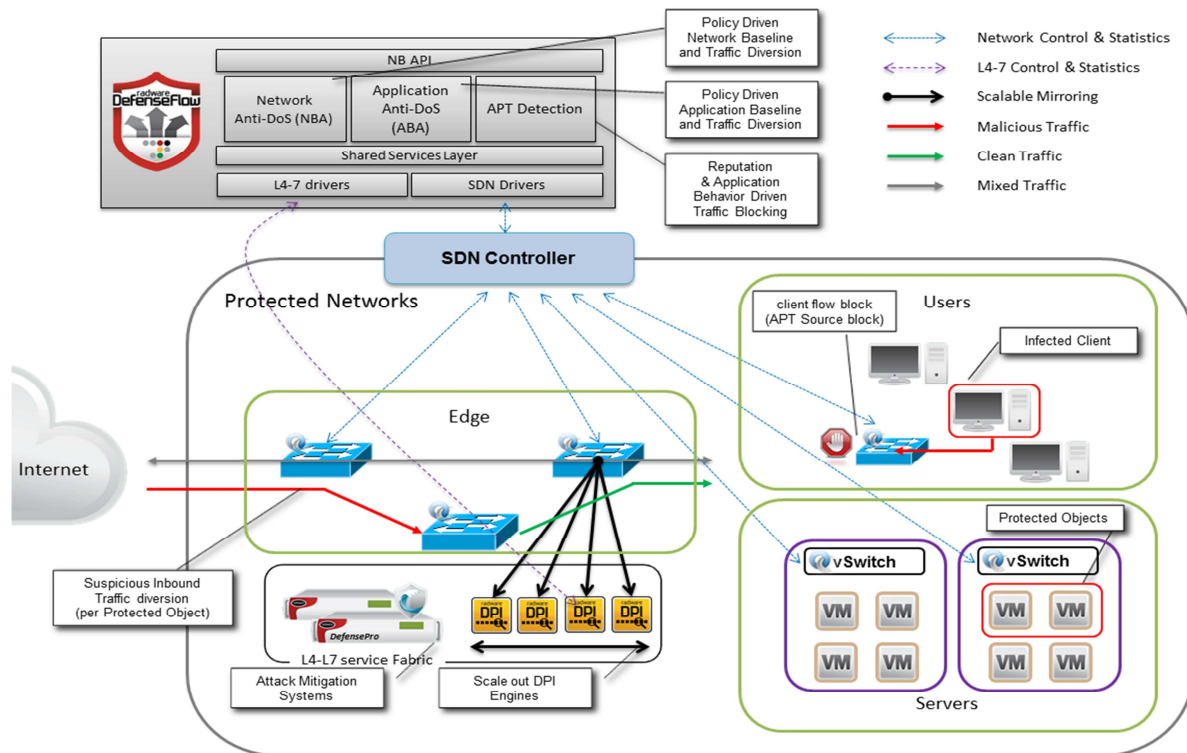 radware
DefenseFlow
NB API
Network
Anti-DoS (NBA)
Application
Anti-DoS
(ABA)
APT Detection
Shared Services Layer
L4-7 drivers
SDN Drivers
Policy Driven
Network Baseline
and Traffic Diversion
Policy Driven
Application Baseline
and Traffic Diversion
Reputation
& Application
Behavior Driven
Traffic Blocking
Network Control & Statistics
L4-7 Control & Statistics
Scalable Mirroring
Malicious Traffic
Clean Traffic
Mixed Traffic
SDN Controller
Protected Networks
client flow block
(APT Source block)
Users
Infected Client
Edge
Internet
Suspicious Inbound
Traffic diversion
(per Protected Object)
DefensePro
radware
DPI
radware
DPI
radware
DPI
radware
DPI
L4-L7 service Fabric
Attack Mitigation
Systems
Scale out DPI
Engines
Protected Objects
vSwitch
vSwitch
VM
VM
VM
VM
VM
VM
VM
VM
Servers